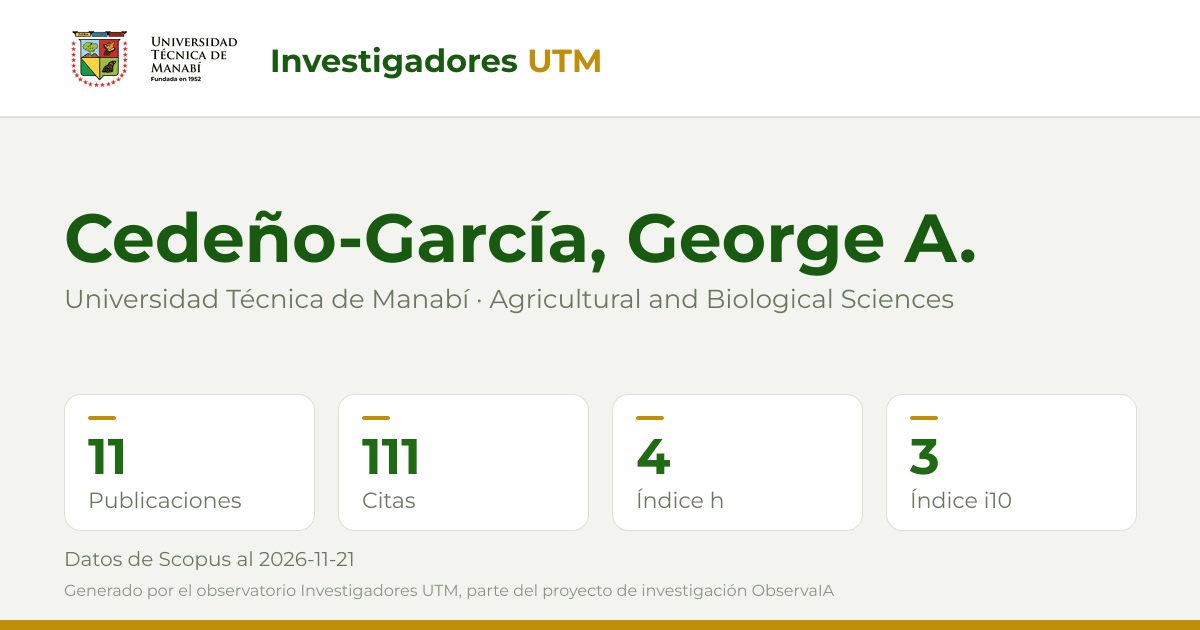 UNIVERSIDAD
TÉCNICA DE
MANABÍ
Fundada en 1952
Investigadores UTM
Cedeño-García, George A.
Universidad Técnica de Manabí · Agricultural and Biological Sciences
11
Publicaciones
111
Citas
4
Índice h
3
Índice i10
Datos de Scopus al 2026-11-21
Generado por el observatorio Investigadores UTM, parte del proyecto de investigación ObservaIA